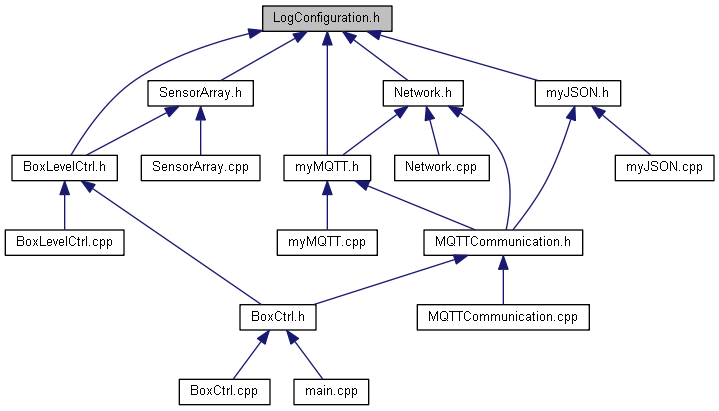 LogConfiguration.h
SensorArray.h
Network.h
myJSON.h
BoxLevelCtrl.h
SensorArray.cpp
myMQTT.h
Network.cpp
myJSON.cpp
BoxLevelCtrl.cpp
myMQTT.cpp
MQTTCommunication.h
BoxCtrl.h
MQTTCommunication.cpp
BoxCtrl.cpp
main.cpp